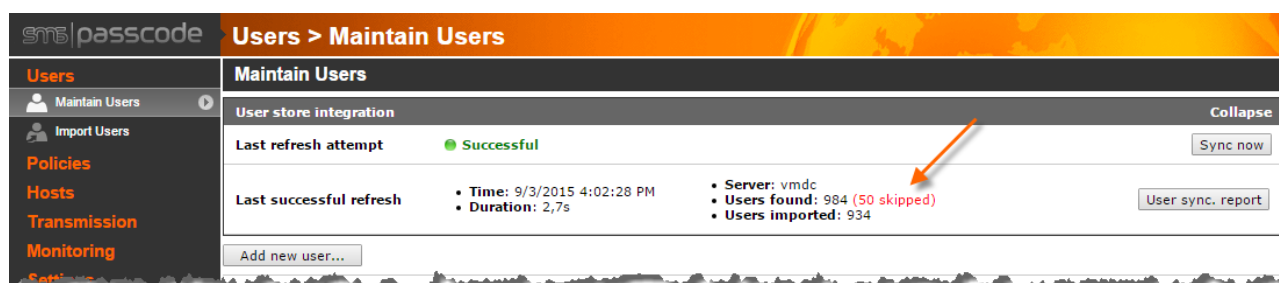 sms|passcode
Users > Maintain Users
Users
Maintain Users
Import Users
Policies
Hosts
Transmission
Monitoring
Settings
Maintain Users
User store integration Collapse
Last refresh attempt Successful Sync now
Last successful refresh
• Time: 9/3/2015 4:02:28 PM
• Duration: 2,7s
• Server: vmdc
• Users found: 984 (50 skipped)
• Users imported: 934
User sync. report
Add new user...